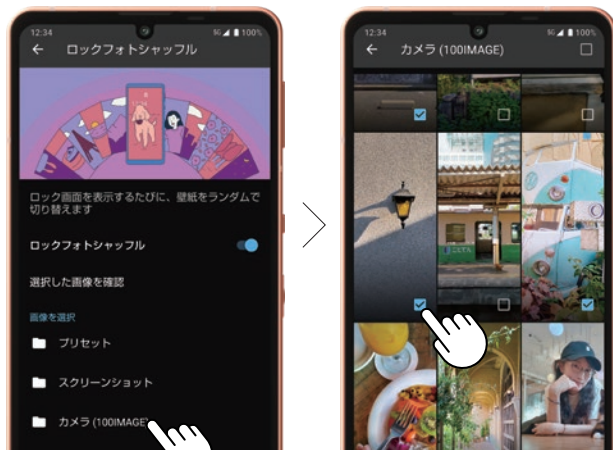 12:34
5G
100%
ロックフォトシャッフル
ロック画面を表示するたびに、壁紙をランダムで
切り替えます
ロックフォトシャッフル
選択した画像を確認
画像を選択
プリセット
スクリーンショット
カメラ (100IMAGE)
12:34
5G
100%
カメラ (100IMAGE)